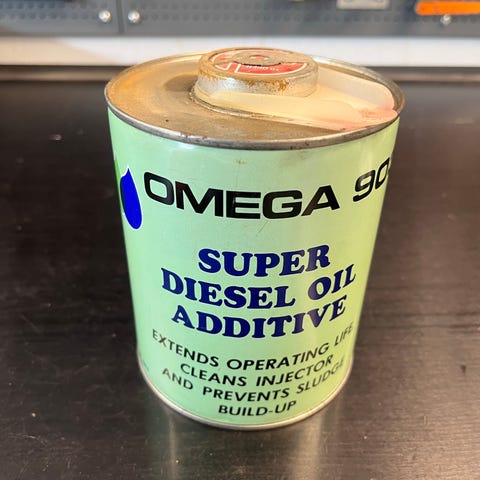 OMEGA 90
SUPER
DIESEL OIL
ADDITIVE
EXTENDS OPERATING LIFE
CLEANS INJECTOR
AND PREVENTS SLUDGE
BUILD-UP